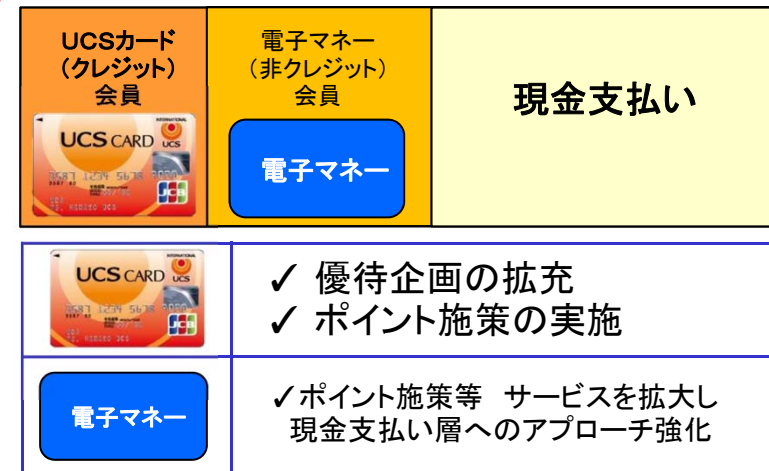 UCSカード
（クレジット）
会員
INTERNATIONAL
UCS CARD
UCS
3587 1234 5678
JCB
電子マネー
（非クレジット）
会員
電子マネー
現金支払い
UCS CARD
UCS
JCB
✓ 優待企画の拡充
✓ ポイント施策の実施
電子マネー
✓ポイント施策等　サービスを拡大し
現金支払い層へのアプローチ強化